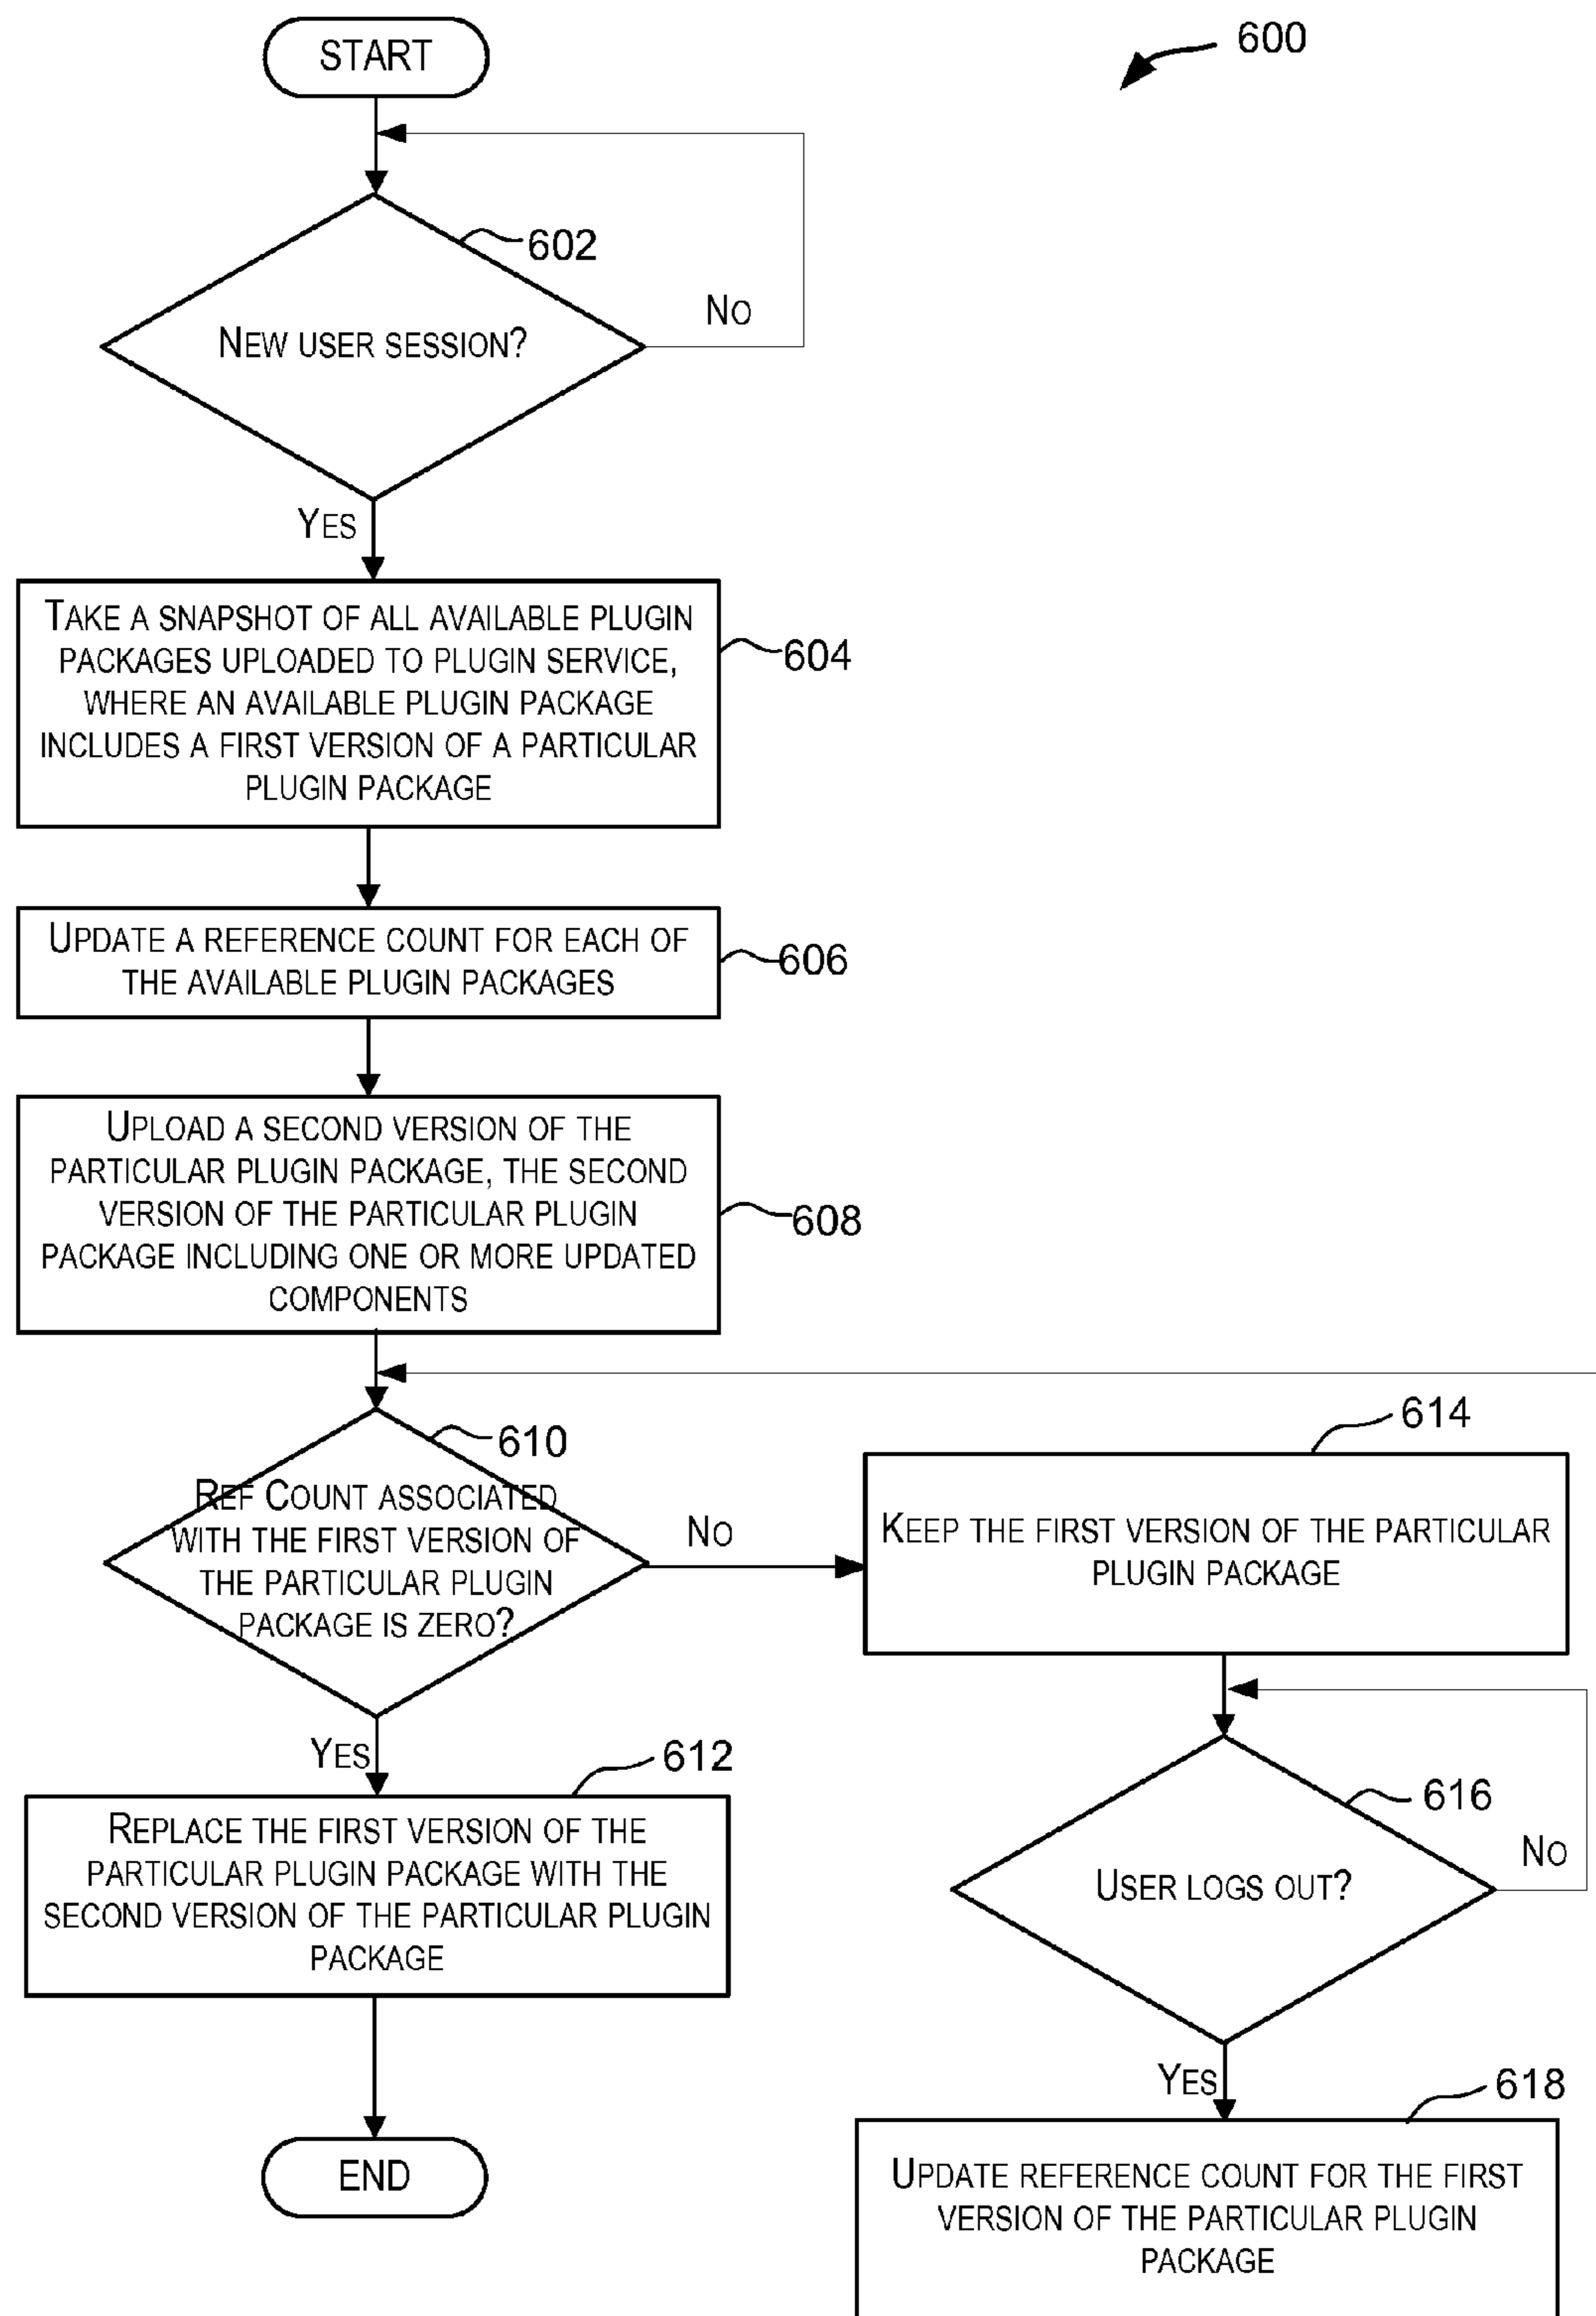 START
600
602
NEW USER SESSION?
NO
YES
TAKE A SNAPSHOT OF ALL AVAILABLE PLUGIN
PACKAGES UPLOADED TO PLUGIN SERVICE,
WHERE AN AVAILABLE PLUGIN PACKAGE
INCLUDES A FIRST VERSION OF A PARTICULAR
PLUGIN PACKAGE
604
UPDATE A REFERENCE COUNT FOR EACH OF
THE AVAILABLE PLUGIN PACKAGES
606
UPLOAD A SECOND VERSION OF THE
PARTICULAR PLUGIN PACKAGE, THE SECOND
VERSION OF THE PARTICULAR PLUGIN
PACKAGE INCLUDING ONE OR MORE UPDATED
COMPONENTS
608
610
REF COUNT ASSOCIATED
WITH THE FIRST VERSION OF
THE PARTICULAR PLUGIN
PACKAGE IS ZERO?
NO
YES
614
KEEP THE FIRST VERSION OF THE PARTICULAR
PLUGIN PACKAGE
612
REPLACE THE FIRST VERSION OF THE
PARTICULAR PLUGIN PACKAGE WITH THE
SECOND VERSION OF THE PARTICULAR PLUGIN
PACKAGE
616
USER LOGS OUT?
NO
YES
END
618
UPDATE REFERENCE COUNT FOR THE FIRST
VERSION OF THE PARTICULAR PLUGIN
PACKAGE